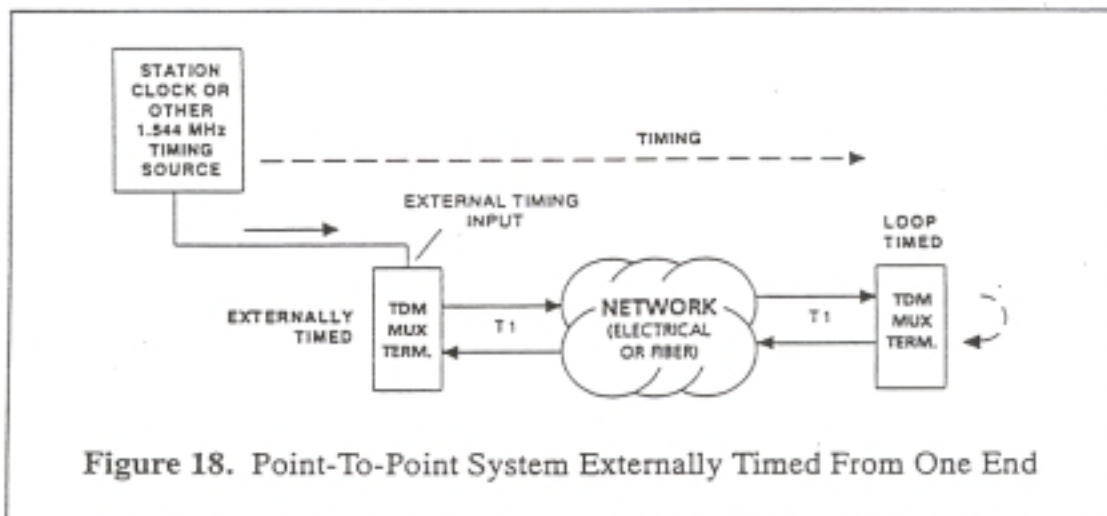 STATION
CLOCK OR
OTHER
1.544 MHz
TIMING
SOURCE
TIMING
EXTERNAL TIMING
INPUT
LOOP
TIMED
EXTERNALLY
TIMED
TDM
MUX
TERM.
T1
NETWORK
(ELECTRICAL
OR FIBER)
T1
TDM
MUX
TERM.
Figure 18. Point-To-Point System Externally Timed From One End